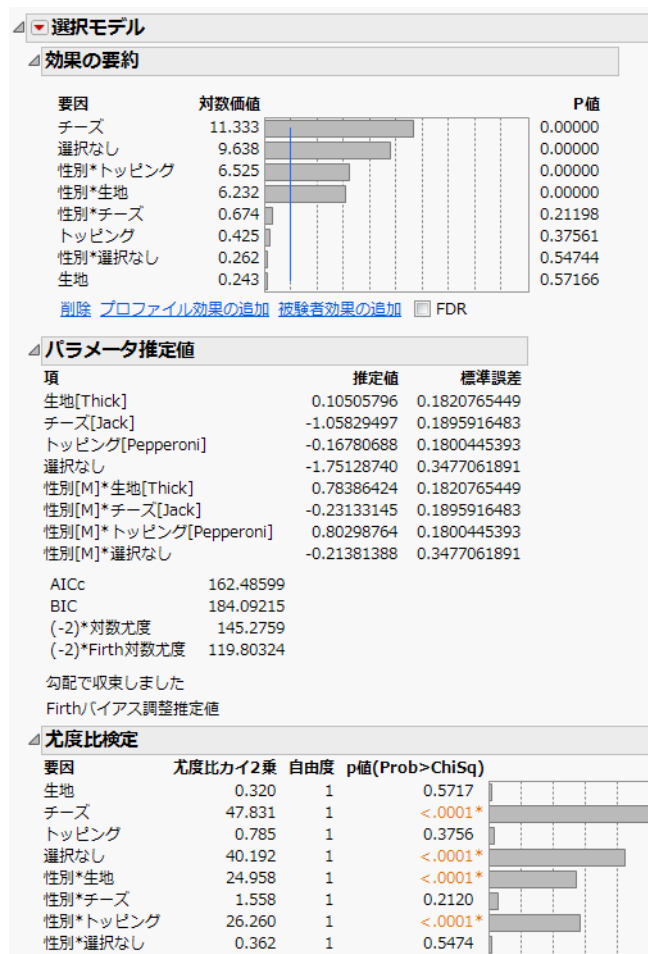 選択モデル
効果の要約
要因 対数価値 P値
チーズ 11.333 0.00000
選択なし 9.638 0.00000
性別*トッピング 6.525 0.00000
性別*生地 6.232 0.00000
性別*チーズ 0.674 0.21198
トッピング 0.425 0.37561
性別*選択なし 0.262 0.54744
生地 0.243 0.57166
削除 プロファイル効果の追加 被験者効果の追加 FDR
パラメータ推定値
項 推定値 標準誤差
生地[Thick] 0.10505796 0.1820765449
チーズ[Jack] -1.05829497 0.1895916483
トッピング[Pepperoni] -0.16780688 0.1800445393
選択なし -1.75128740 0.3477061891
性別[M]*生地[Thick] 0.78386424 0.1820765449
性別[M]*チーズ[Jack] -0.23133145 0.1895916483
性別[M]*トッピング[Pepperoni] 0.80298764 0.1800445393
性別[M]*選択なし -0.21381388 0.3477061891
AICc 162.48599
BIC 184.09215
(-2)*対数尤度 145.2759
(-2)*Firth対数尤度 119.80324
勾配で収束しました
Firthバイアス調整推定値
尤度比検定
要因 尤度比カイ2乗 自由度 p値(Prob>ChiSq)
生地 0.320 1 0.5717
チーズ 47.831 1 <.0001*
トッピング 0.785 1 0.3756
選択なし 40.192 1 <.0001*
性別*生地 24.958 1 <.0001*
性別*チーズ 1.558 1 0.2120
性別*トッピング 26.260 1 <.0001*
性別*選択なし 0.362 1 0.5474